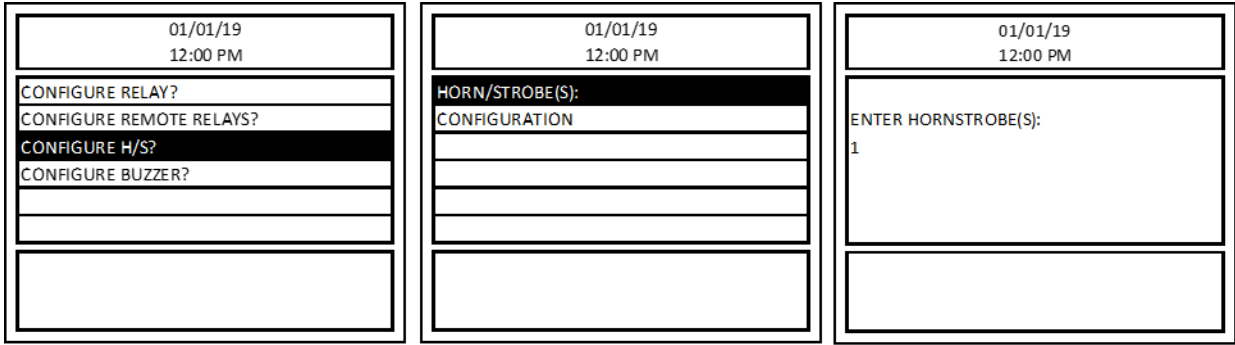 01/01/19
12:00 PM
CONFIGURE RELAY?
CONFIGURE REMOTE RELAYS?
CONFIGURE H/S?
CONFIGURE BUZZER?
01/01/19
12:00 PM
HORN/STROBE(S):
CONFIGURATION
01/01/19
12:00 PM
ENTER HORNSTROBE(S):
1